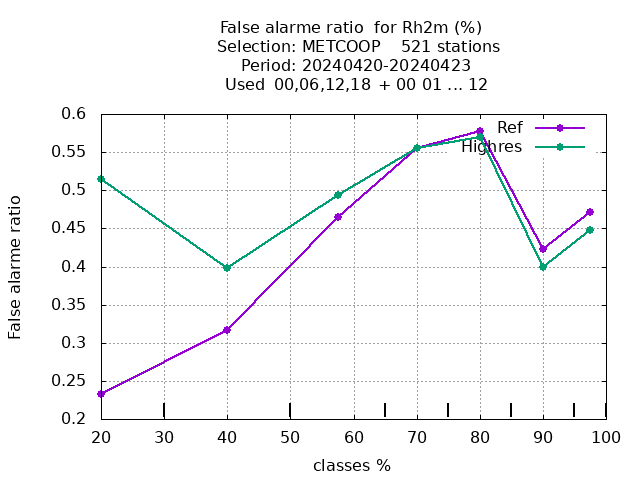 False alarme ratio  for Rh2m (%)
Selection: METCOOP    521 stations
Period: 20240420-20240423
Used  00,06,12,18 + 00 01 ... 12
0.6
0.55
0.5
0.45
0.4
0.35
0.3
0.25
0.2
False alarme ratio
Ref
Highres
20 30 40 50 60 70 80 90 100
classes %